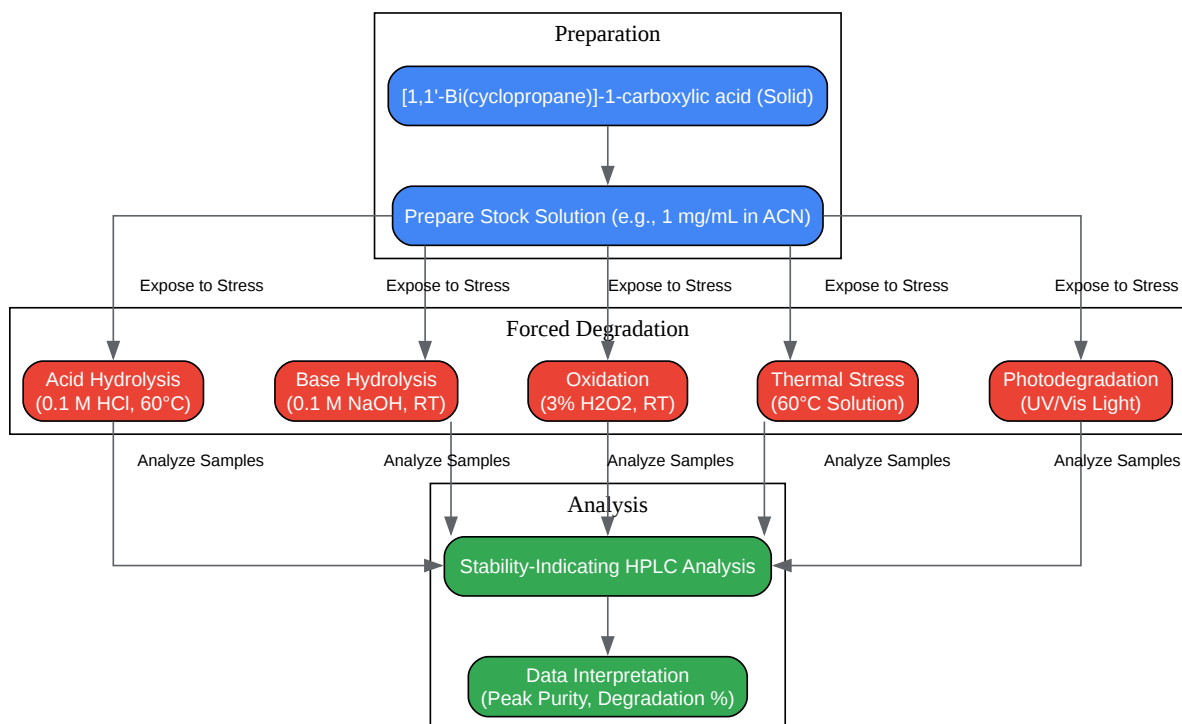 Preparation
[1,1'-Bi(cyclopropane)]-1-carboxylic acid (Solid)
Prepare Stock Solution (e.g., 1 mg/mL in ACN)
Expose to Stress
Expose to Stress
Expose to Stress
Expose to Stress
Expose to Stress
Forced Degradation
Acid Hydrolysis
(0.1 M HCl, 60°C)
Base Hydrolysis
(0.1 M NaOH, RT)
Oxidation
(3% H2O2, RT)
Thermal Stress
(60°C Solution)
Photodegradation
(UV/Vis Light)
Analyze Samples
Analyze Samples
Analyze Samples
Analyze Samples
Analyze Samples
Analysis
Stability-Indicating HPLC Analysis
Data Interpretation
(Peak Purity, Degradation %)